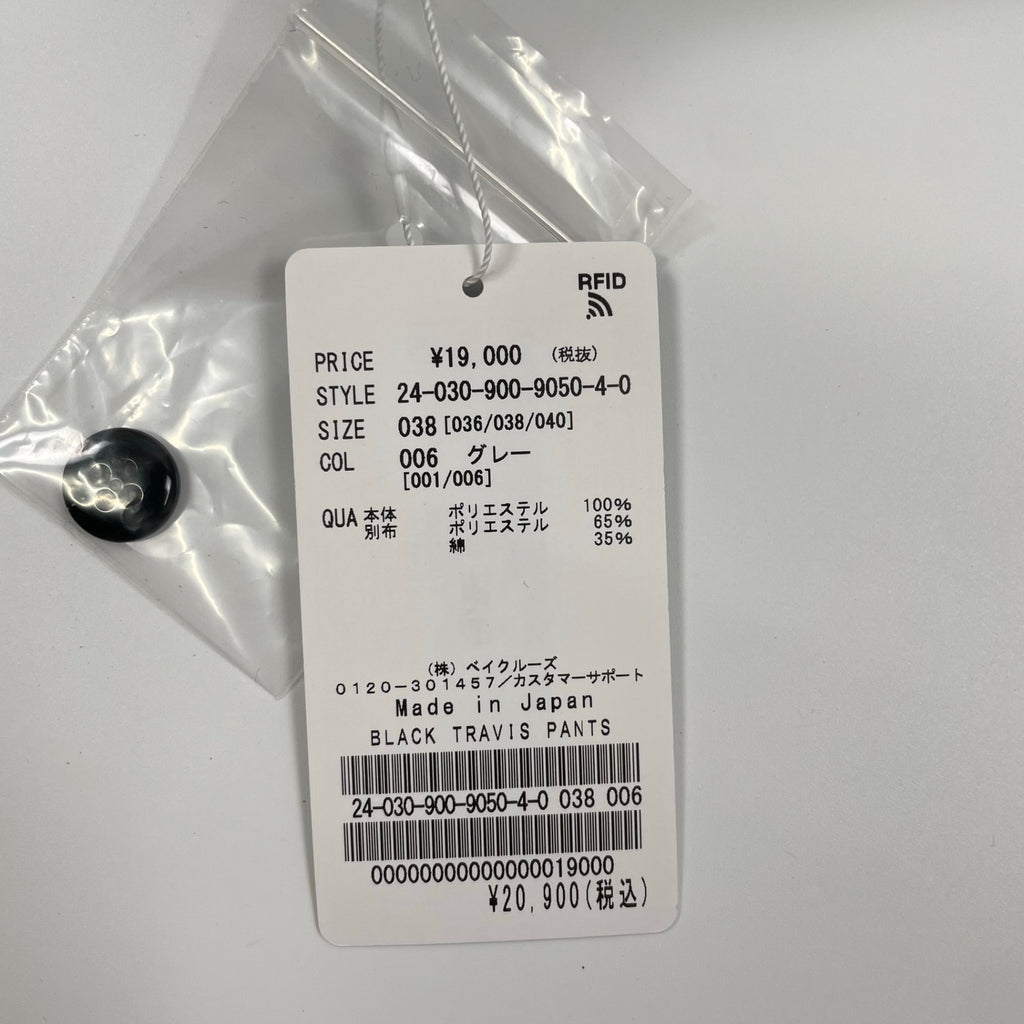 RFID
PRICE ¥19,000 (税抜)
STYLE 24-030-900-9050-4-0
SIZE 038 [036/038/040]
COL 006 グレー
[001/006]
QUA 本体 ポリエステル 100%
別布 ポリエステル 65%
綿 35%
(株) ベイクルーズ
0120-301457/カスタマーサポート
Made in Japan
BLACK TRAVIS PANTS
24-030-900-9050-4-0 038 006
00000000000000019000
¥20,900(税込)